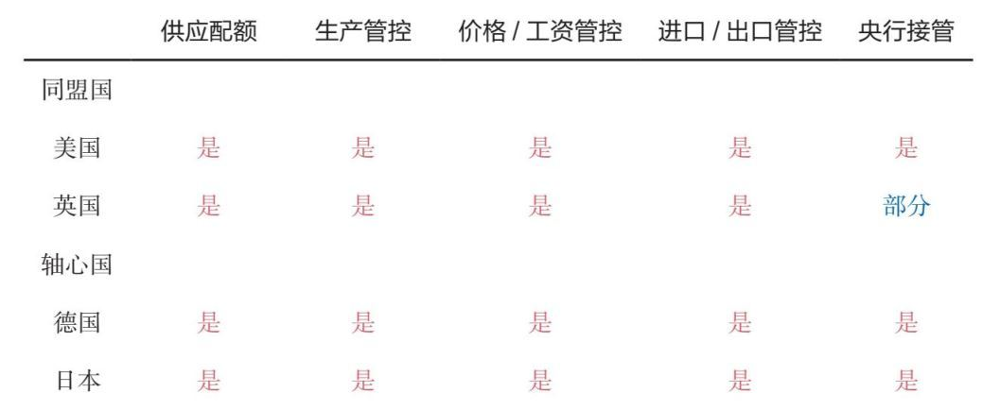 供应配额 生产管控 价格 / 工资管控 进口 / 出口管控 央行接管
同盟国
美国 是 是 是 是 是
英国 是 是 是 是 部分
轴心国
德国 是 是 是 是 是
日本 是 是 是 是 是